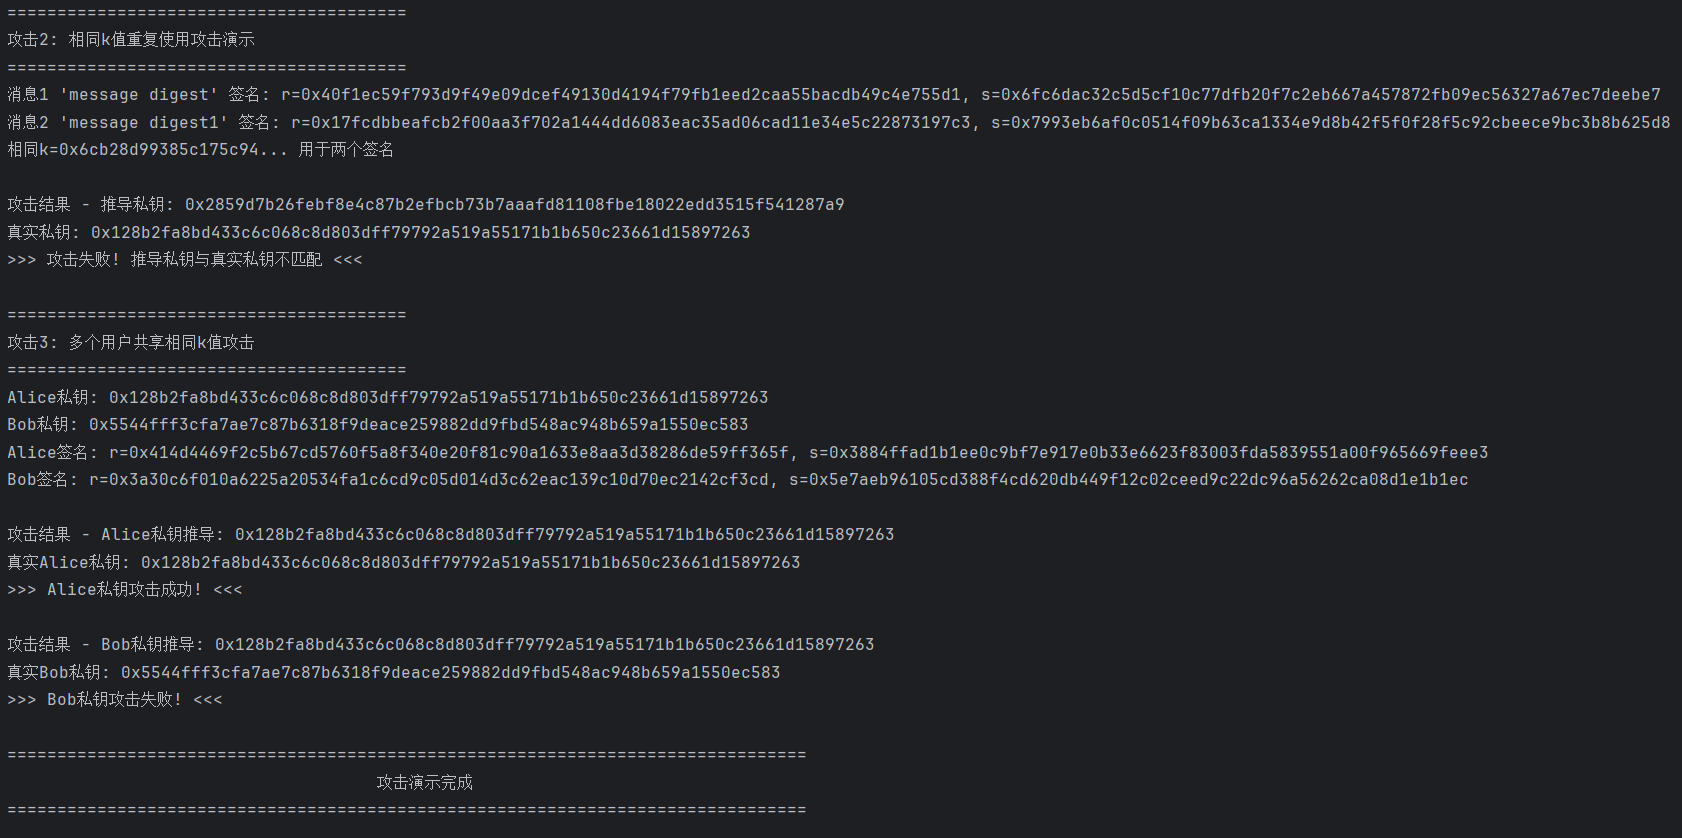 ========================================
攻击2: 相同k值重复使用攻击演示
========================================
消息1 'message digest' 签名: r=0x40f1ec59f793d9f49e09dcef49130d4194f79fb1eed2caa55bacdb49c4e755d1, s=0x6fc6dac32c5d5cf10c77dfb20f7c2eb667a457872fb09ec56327a67ec7deebe7
消息2 'message digest1' 签名: r=0x17fcdbbeafcb2f00aa3f702a1444dd6083eac35ad06cad11e34e5c22873197c3, s=0x7993eb6af0c0514f09b63ca1334e9d8b42f5f0f28f5c92cbeece9bc3b8b625d8
相同k=0x6cb28d99385c175c94... 用于两个签名
攻击结果 - 推导私钥: 0x2859d7b26febf8e4c87b2efbcb73b7aaafd81108fbe18022edd3515f541287a9
真实私钥: 0x128b2fa8bd433c6c068c8d803dff79792a519a55171b1b650c23661d15897263
>>> 攻击失败! 推导私钥与真实私钥不匹配 <<<
========================================
攻击3: 多个用户共享相同k值攻击
========================================
Alice私钥: 0x128b2fa8bd433c6c068c8d803dff79792a519a55171b1b650c23661d15897263
Bob私钥: 0x5544fff3cfa7ae7c87b6318f9deace259882dd9fbd548ac948b659a1550ec583
Alice签名: r=0x414d4469f2c5b67cd5760f5a8f340e20f81c90a1633e8aa3d38286de59ff365f, s=0x3884ffad1b1ee0c9bf7e917e0b33e6623f83003fda5839551a00f965669feee3
Bob签名: r=0x3a30c6f010a6225a20534fa1c6cd9c05d014d3c62eac139c10d70ec2142cf3cd, s=0x5e7aeb96105cd388f4cd620db449f12c02ceed9c22dc96a56262ca08d1e1b1ec
攻击结果 - Alice私钥推导: 0x128b2fa8bd433c6c068c8d803dff79792a519a55171b1b650c23661d15897263
真实Alice私钥: 0x128b2fa8bd433c6c068c8d803dff79792a519a55171b1b650c23661d15897263
>>> Alice私钥攻击成功! <<<
攻击结果 - Bob私钥推导: 0x128b2fa8bd433c6c068c8d803dff79792a519a55171b1b650c23661d15897263
真实Bob私钥: 0x5544fff3cfa7ae7c87b6318f9deace259882dd9fbd548ac948b659a1550ec583
>>> Bob私钥攻击失败! <<<
================================================================================
攻击演示完成
================================================================================